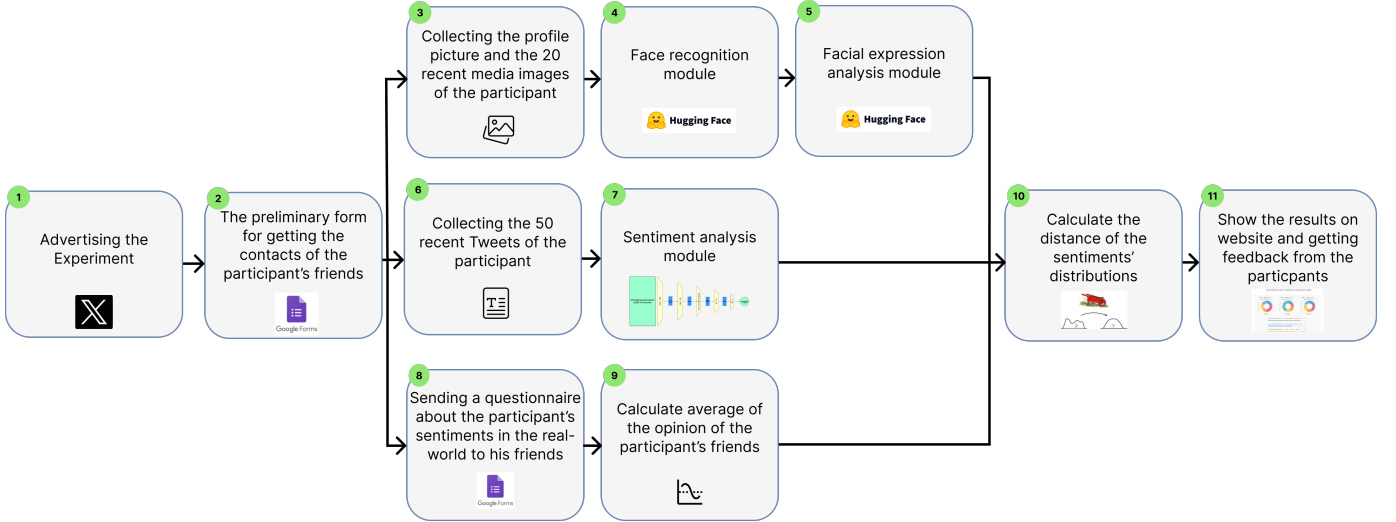 1
Advertising the
Experiment
2
The preliminary form
for getting the
contacts of the
participant's friends
Google Forms
3
Collecting the profile
picture and the 20
recent media images
of the participant
4
Face recognition
module
Hugging Face
5
Facial expression
analysis module
Hugging Face
6
Collecting the 50
recent Tweets of the
participant
T
7
Sentiment analysis
module
8
Sending a questionnaire
about the participant's
sentiments in the real-
world to his friends
Google Forms
9
Calculate average of
the opinion of the
participant's friends
10
Calculate the
distance of the
sentiments'
distributions
11
Show the results on
website and getting
feedback from the
particpants